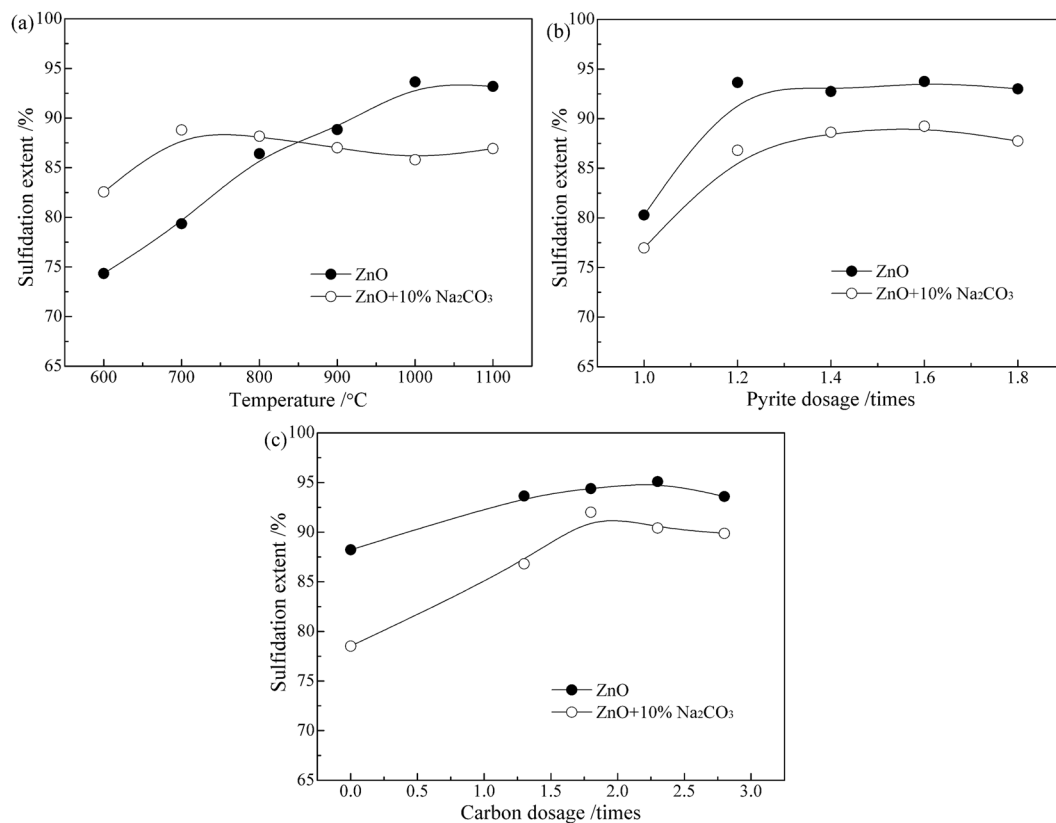 (a)
100
95
90
85
80
75
70
65
Sulfidation extent /%
ZnO
ZnO+10% Na₂CO₃
600 700 800 900 1000 1100
Temperature /°C
(b)
100
95
90
85
80
75
70
65
Sulfidation extent /%
ZnO
ZnO+10% Na₂CO₃
1.0 1.2 1.4 1.6 1.8
Pyrite dosage /times
(c)
100
95
90
85
80
75
70
65
Sulfidation extent /%
ZnO
ZnO+10% Na₂CO₃
0.0 0.5 1.0 1.5 2.0 2.5 3.0
Carbon dosage /times